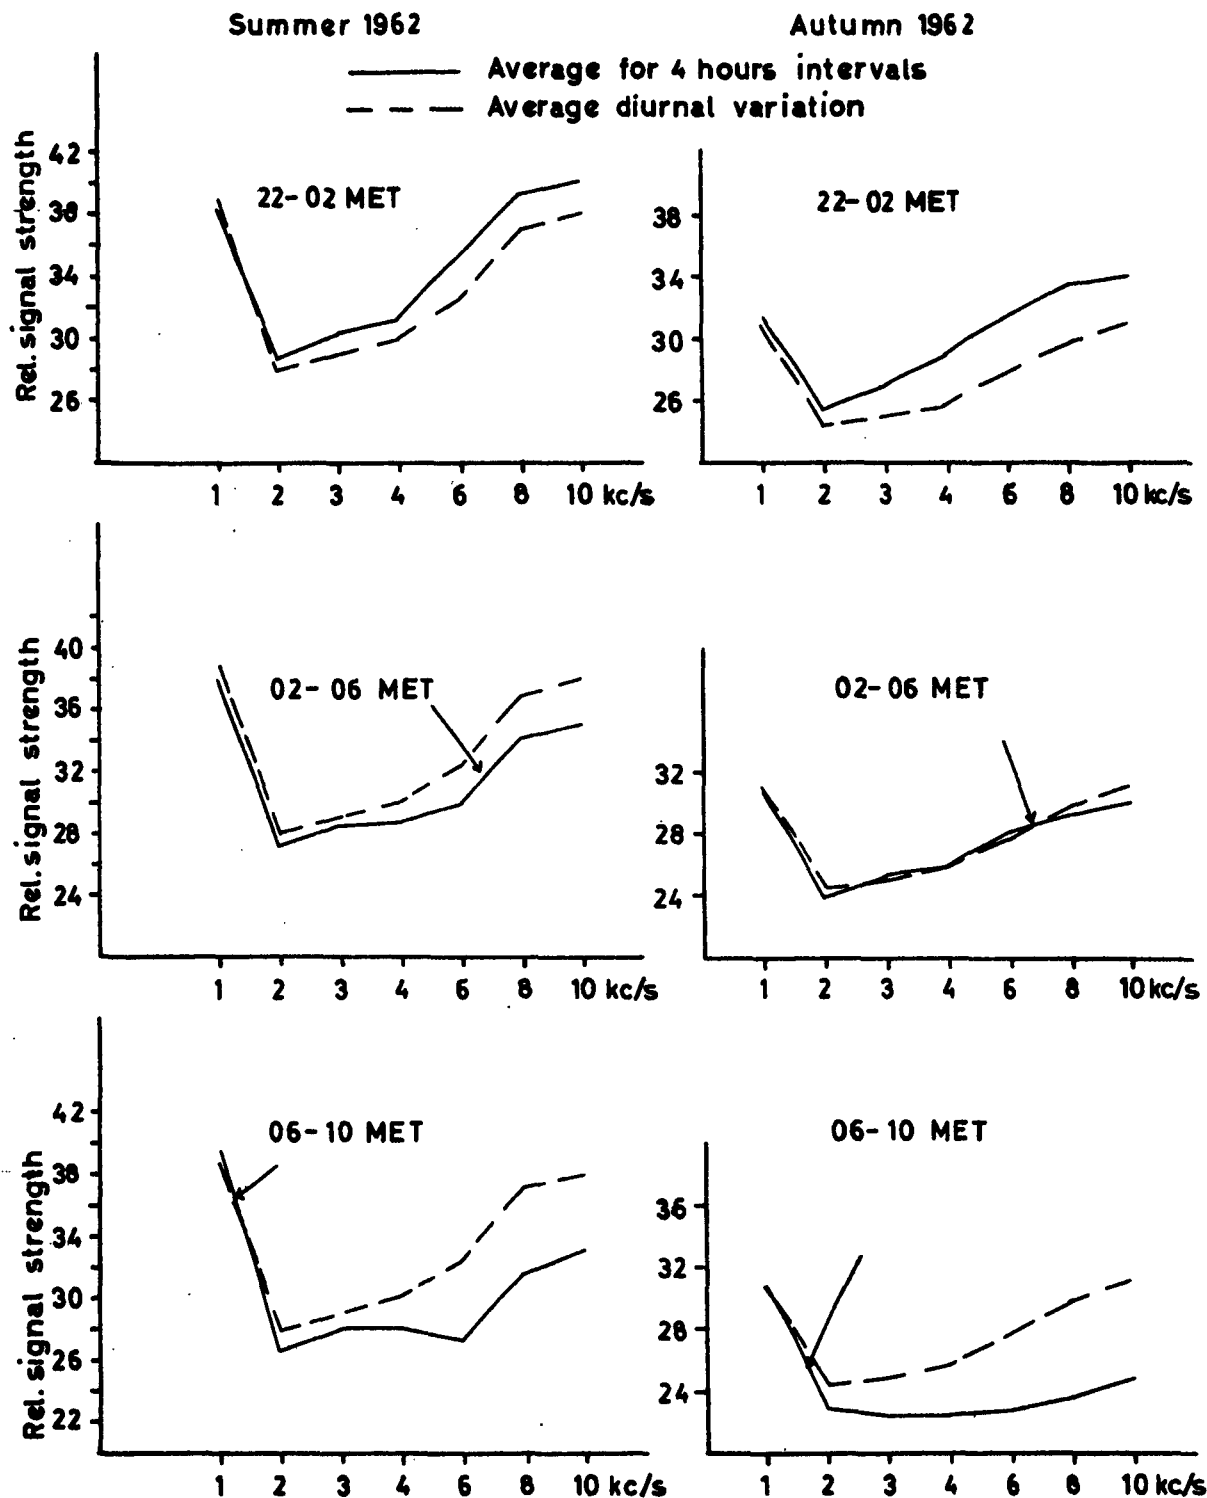 Summer 1962 Autumn 1962
Average for 4 hours intervals
Average diurnal variation
Rel. signal strength
42
38
34
30
26
22-02 MET
1 2 3 4 6 8 10 kc/s
38
34
30
26
22-02 MET
1 2 3 4 6 8 10 kc/s
Rel. signal strength
40
36
32
28
24
02-06 MET
1 2 3 4 6 8 10 kc/s
32
28
24
02-06 MET
1 2 3 4 6 8 10 kc/s
Rel. signal strength
42
38
34
30
26
22
06-10 MET
1 2 3 4 6 8 10 kc/s
36
32
28
24
06-10 MET
1 2 3 4 6 8 10 kc/s